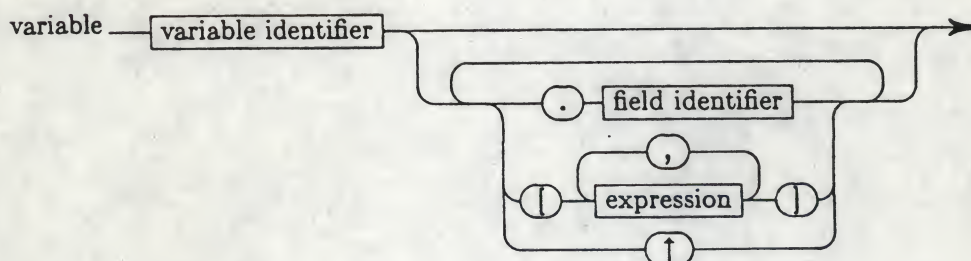 variable variable identifier
. field identifier
,
[ expression ]
↑